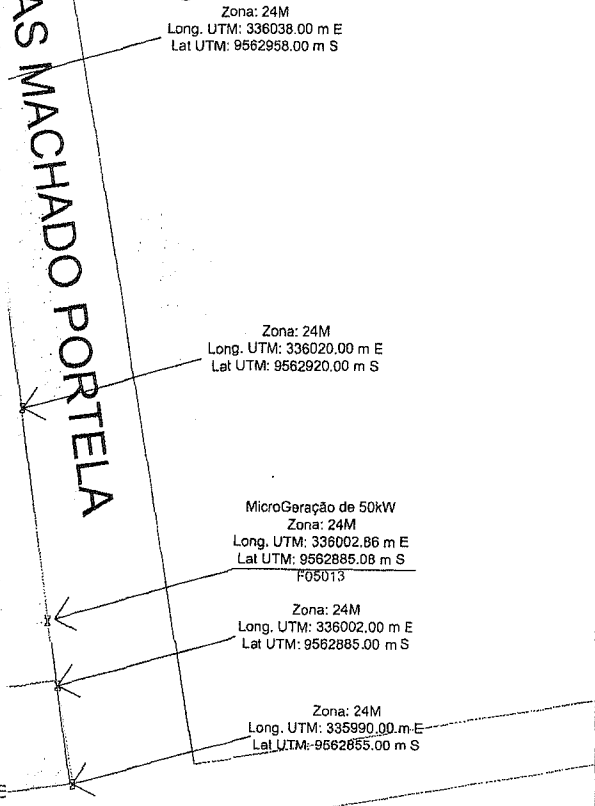 Zona: 24M
Long. UTM: 336038.00 m E
Lat UTM: 9562958.00 m S
AS MACHADO PORTELA
Zona: 24M
Long. UTM: 336020.00 m E
Lat UTM: 9562920.00 m S
MicroGeração de 50kW
Zona: 24M
Long. UTM: 336002.86 m E
Lat UTM: 9562885.08 m S
F05013
Zona: 24M
Long. UTM: 336002.00 m E
Lat UTM: 9562885.00 m S
Zona: 24M
Long. UTM: 335990.00 m E
Lat UTM: 9562855.00 m S